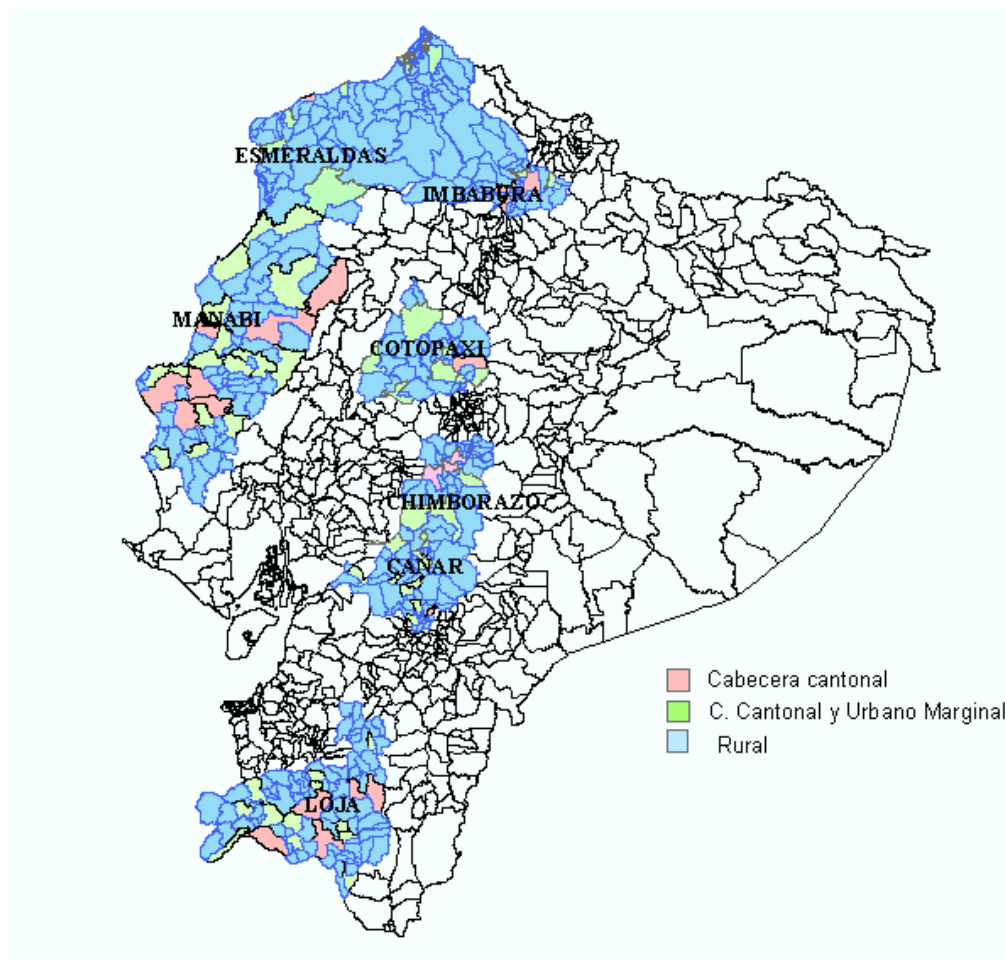 ESMERALDAS
IMBABURA
MANABI
COTOPAXI
CHIMBORAZO
CAÑAR
Cabecera cantonal
C. Cantonal y Urbano Marginal
Rural
LOJA